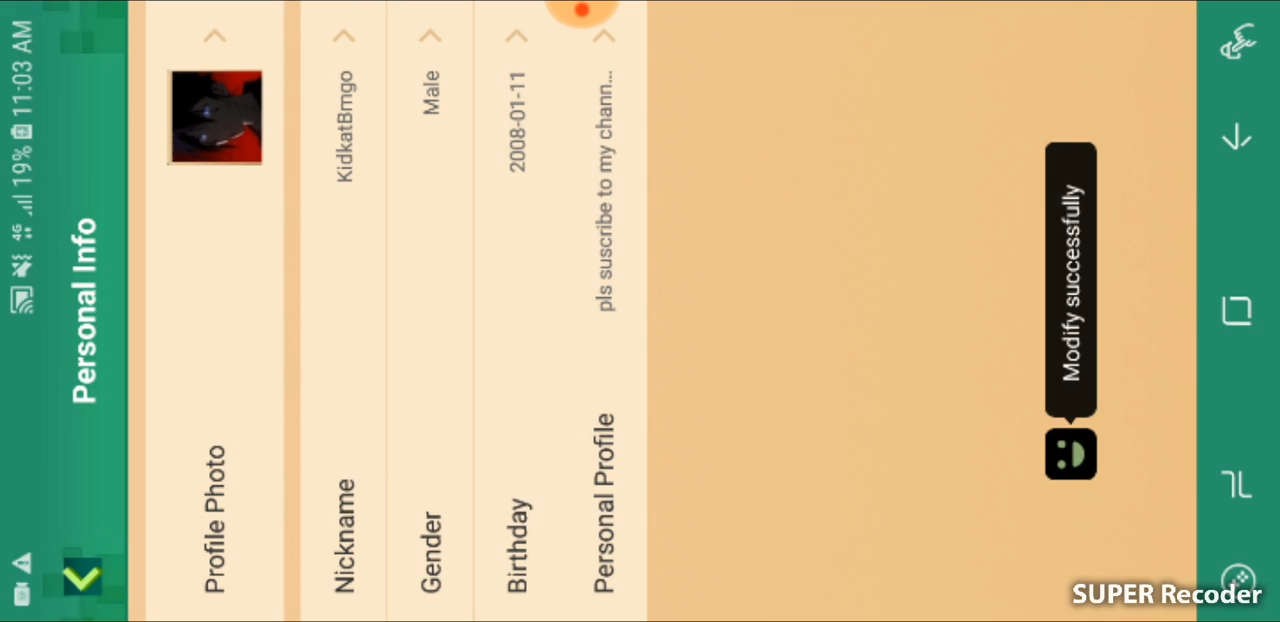 4G 19% 11:03 AM
Personal Info
Profile Photo
Nickname KidkatBmgo
Gender Male
Birthday 2008-01-11
Personal Profile pls suscribe to my chann...
Modify successfully
SUPER Recoder